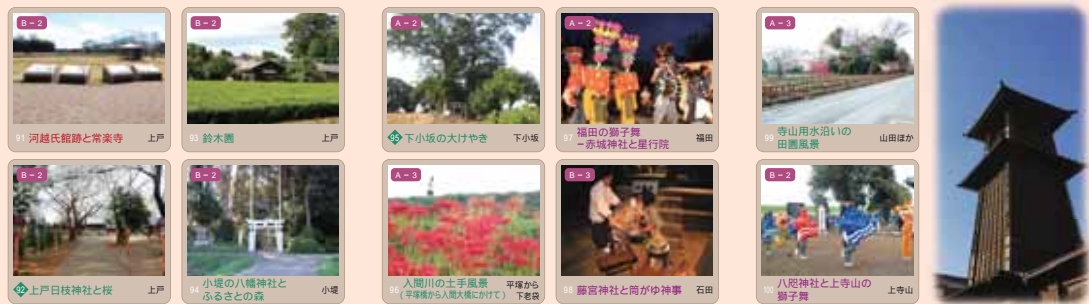 B-2
91 河越氏館跡と常楽寺 上戸
B-2
93 鈴木園 上戸
A-2
95 下小坂の大けやき 下小坂
A-2
97 福田の獅子舞
－赤城神社と星行院 福田
A-3
99 寺山用水沿いの
田園風景 山田ほか
B-2
92 上戸日枝神社と桜 上戸
B-2
94 小堤の八幡神社と
ふるさとの森 小堤
A-3
96 入間川の土手風景
(平塚橋から入間大橋にかけて)
平塚から
下老袋
B-3
98 藤宮神社と筒がゆ神事 石田
B-2
100 八咫神社と上寺山の
獅子舞 上寺山